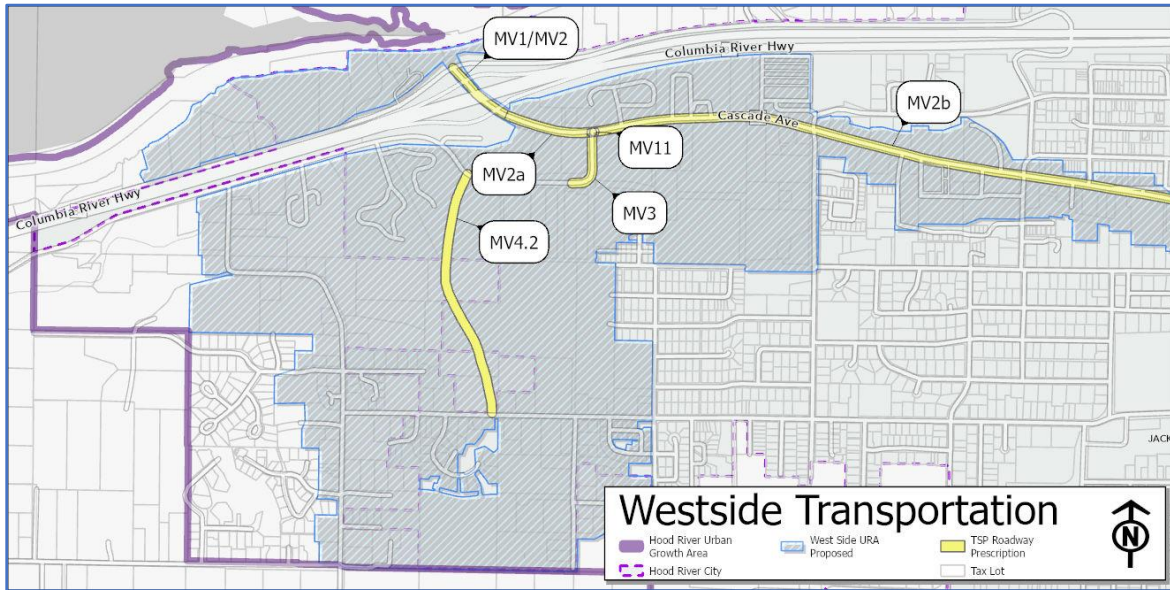 MV1/MV2
Columbia River Hwy
MV2b
Cascade Ave
MV11
MV2a
MV3
Columbia River Hwy
MV4.2
JACK
Westside Transportation
Hood River Urban
Growth Area
West Side URA
Proposed
TSP Roadway
Prescription
Hood River City
Tax Lot
N